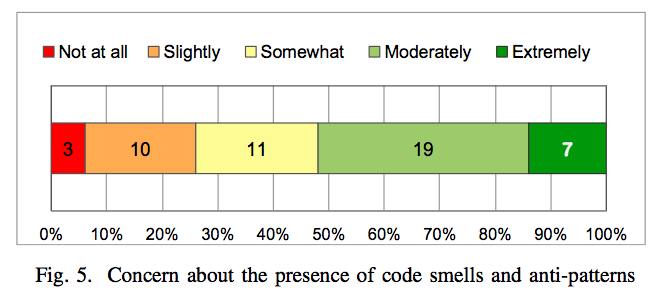 Not at all Slightly Somewhat Moderately Extremely
3 10 11 19 7
0% 10% 20% 30% 40% 50% 60% 70% 80% 90% 100%
Fig. 5. Concern about the presence of code smells and anti-patterns